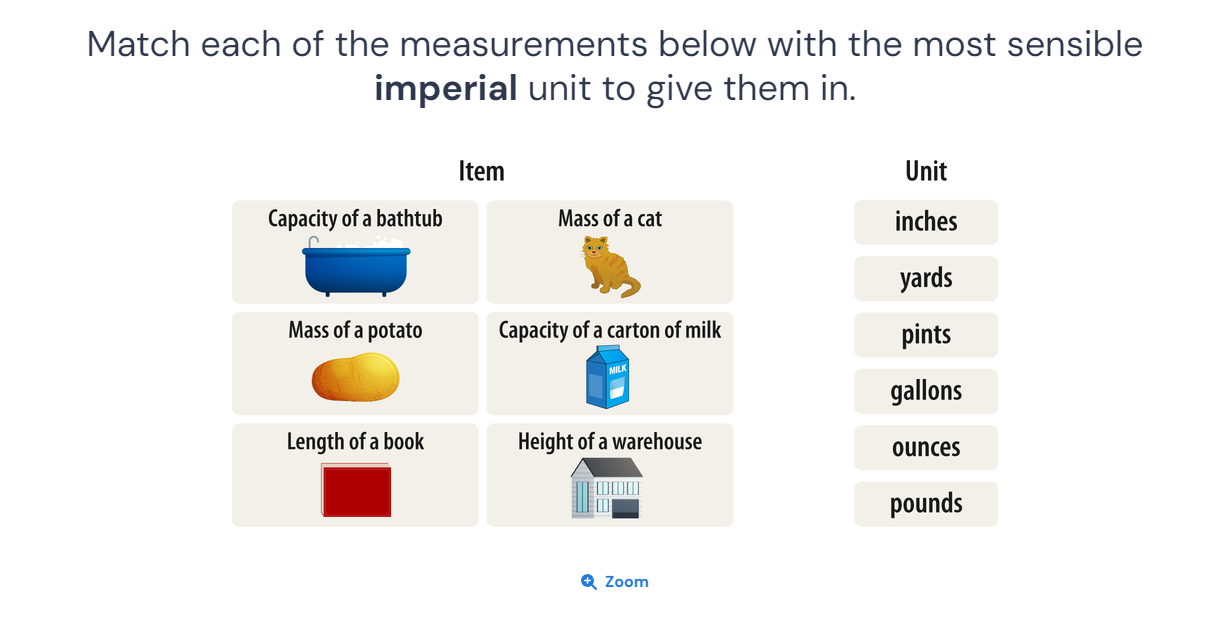 Match each of the measurements below with the most sensible
imperial unit to give them in.
Item
Unit
Capacity of a bathtub
Mass of a cat
Mass of a potato
Capacity of a carton of milk
MILK
Length of a book
Height of a warehouse
inches
yards
pints
gallons
ounces
pounds
Zoom